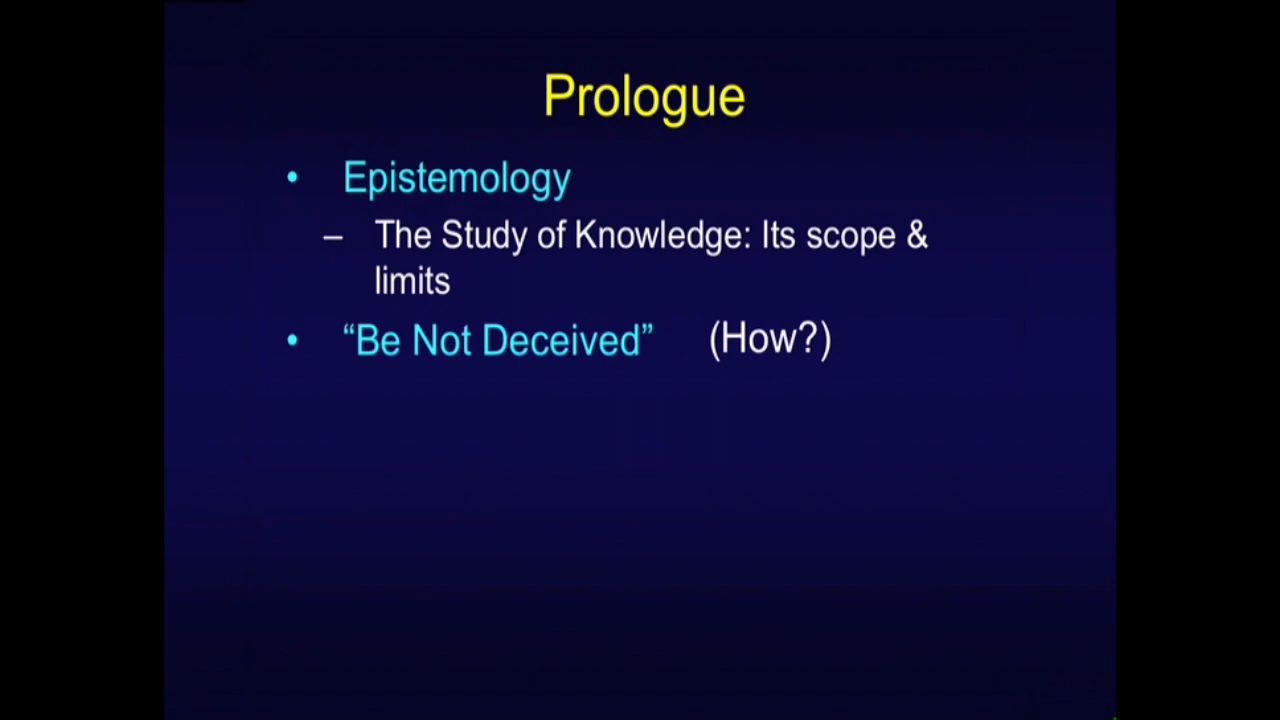 Prologue
• Epistemology
– The Study of Knowledge: Its scope &
limits
• “Be Not Deceived” (How?)